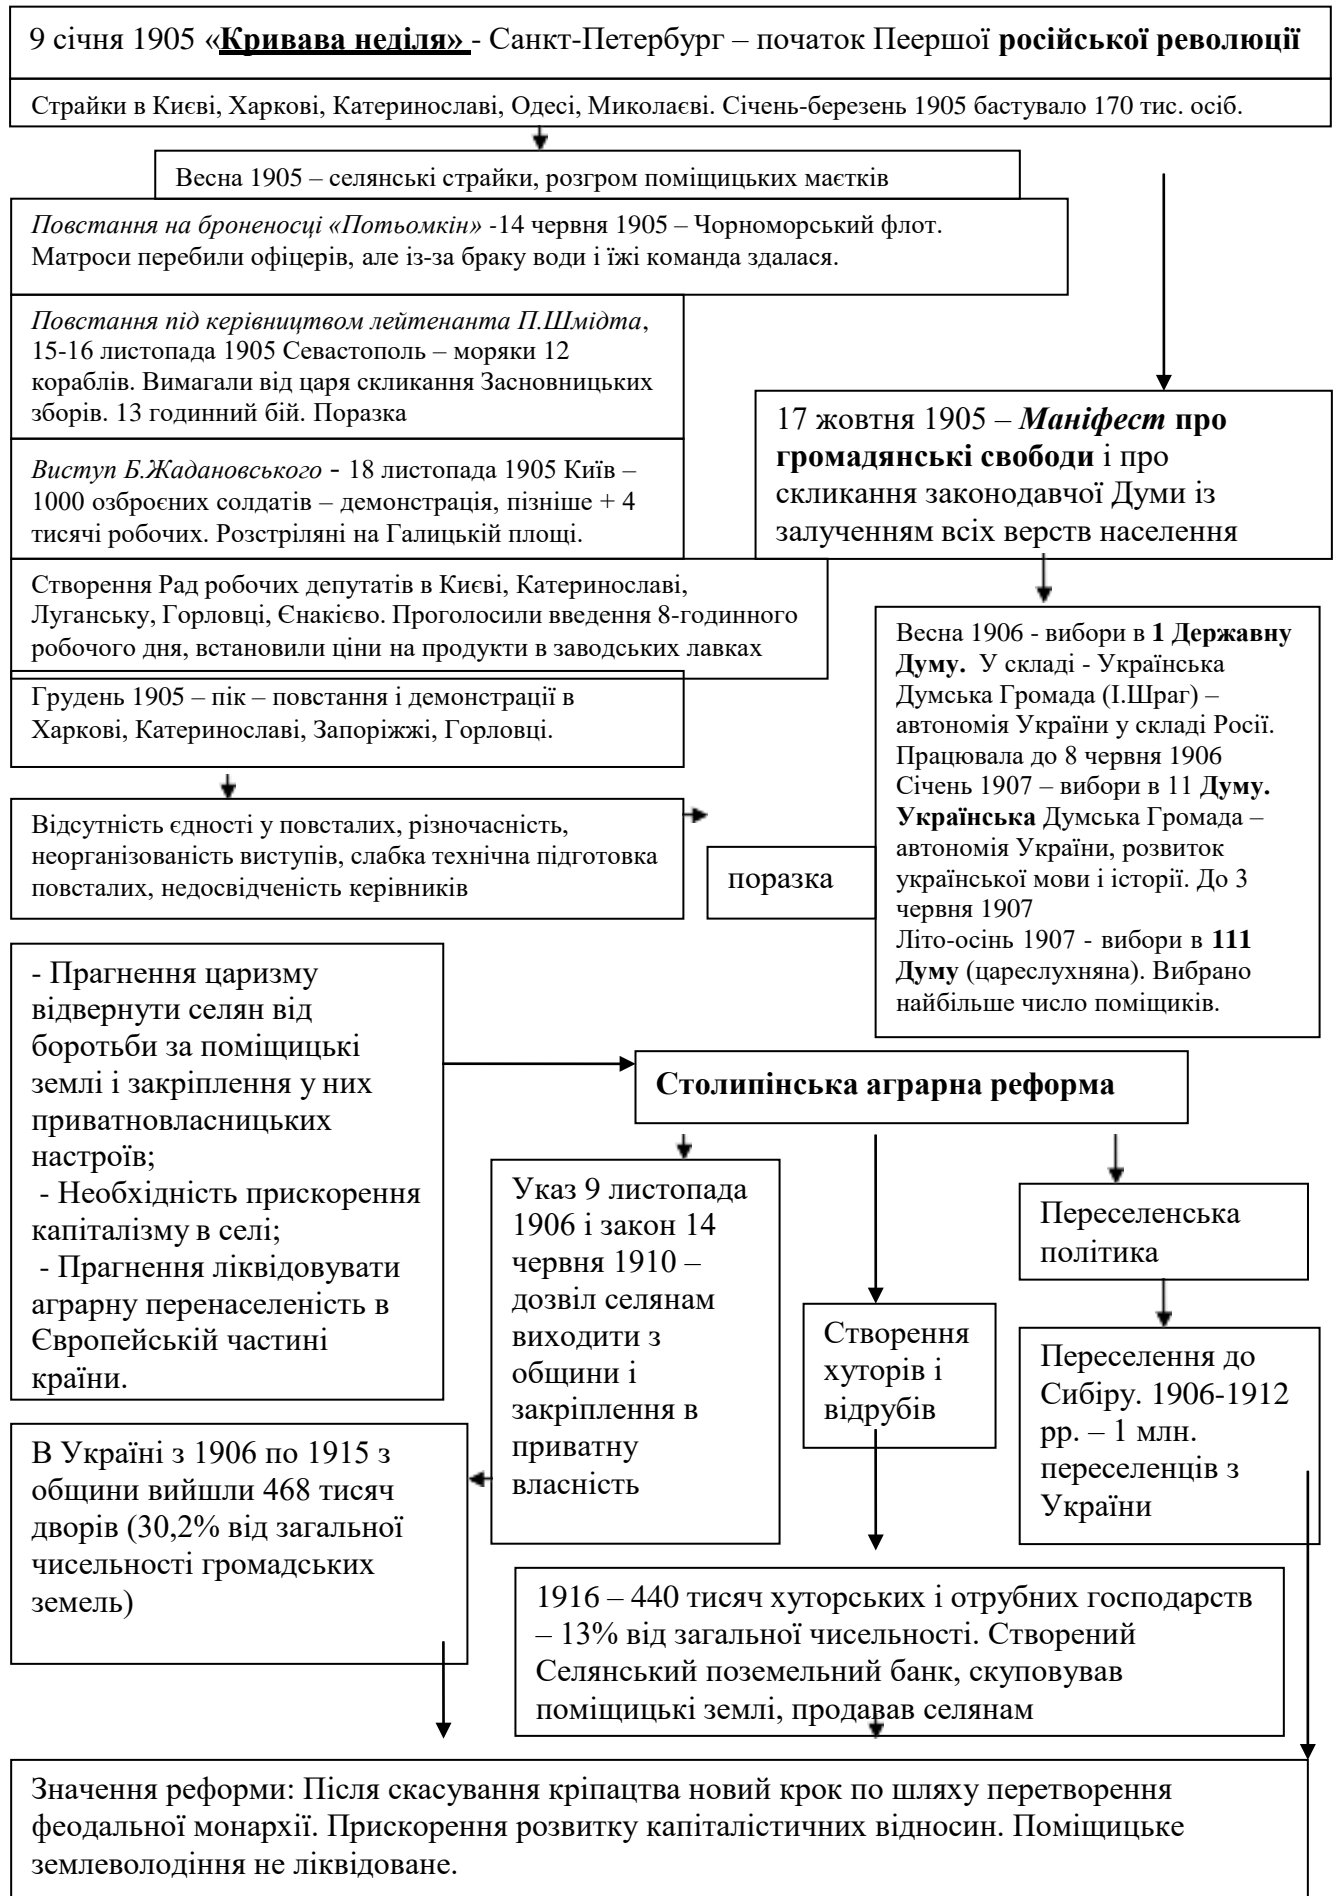 9 січня 1905 «Кривава неділя» - Санкт-Петербург – початок Пеершої російської революції
Страйки в Києві, Харкові, Катеринославі, Одесі, Миколаєві. Січень-березень 1905 бастувало 170 тис. осіб.
Весна 1905 – селянські страйки, розгром поміщицьких маєтків
Повстання на броненосці «Потьомкін» -14 червня 1905 – Чорноморський флот.
Матроси перебили офіцерів, але із-за браку води і їжі команда здалася.
Повстання під керівництвом лейтенанта П.Шмідта,
15-16 листопада 1905 Севастополь – моряки 12
кораблів. Вимагали від царя скликання Засновницьких
зборів. 13 годинний бій. Поразка
Виступ Б.Жадановського - 18 листопада 1905 Київ –
1000 озброєних солдатів – демонстрація, пізніше + 4
тисячі робочих. Розстріляні на Галицькій площі.
Створення Рад робочих депутатів в Києві, Катеринославі,
Луганську, Горловці, Єнакієво. Проголосили введення 8-годинного
робочого дня, встановили ціни на продукти в заводських лавках
Грудень 1905 – пік – повстання і демонстрації в
Харкові, Катеринославі, Запоріжжі, Горловці.
Відсутність єдності у повсталих, різночасність,
неорганізованість виступів, слабка технічна підготовка
повсталих, недосвідченість керівників
поразка
17 жовтня 1905 – Маніфест про
громадянські свободи і про
скликання законодавчої Думи із
залученням всіх верств населення
Весна 1906 - вибори в 1 Державну
Думу. У складі - Українська
Думська Громада (І.Шраг) –
автономія України у складі Росії.
Працювала до 8 червня 1906
Січень 1907 – вибори в 11 Думу.
Українська Думська Громада –
автономія України, розвиток
української мови і історії. До 3
червня 1907
Літо-осінь 1907 - вибори в 111
Думу (цареслухняна). Вибрано
найбільше число поміщиків.
- Прагнення царизму
відвернути селян від
боротьби за поміщицькі
землі і закріплення у них
приватновласницьких
настроїв;
- Необхідність прискорення
капіталізму в селі;
- Прагнення ліквідовувати
аграрну перенаселеність в
Європейській частині
країни.
Столипінська аграрна реформа
Указ 9 листопада
1906 і закон 14
червня 1910 –
дозвіл селянам
виходити з
общини і
закріплення в
приватну
власність
Створення
хуторів і
відрубів
Переселенська
політика
Переселення до
Сибіру. 1906-1912
рр. – 1 млн.
переселенців з
України
В Україні з 1906 по 1915 з
общини вийшли 468 тисяч
дворів (30,2% від загальної
чисельності громадських
земель)
1916 – 440 тисяч хуторських і отрубних господарств
– 13% від загальної чисельності. Створений
Селянський поземельний банк, скуповував
поміщицькі землі, продавав селянам
Значення реформи: Після скасування кріпацтва новий крок по шляху перетворення
феодальної монархії. Прискорення розвитку капіталістичних відносин. Поміщицьке
землеволодіння не ліквідоване.